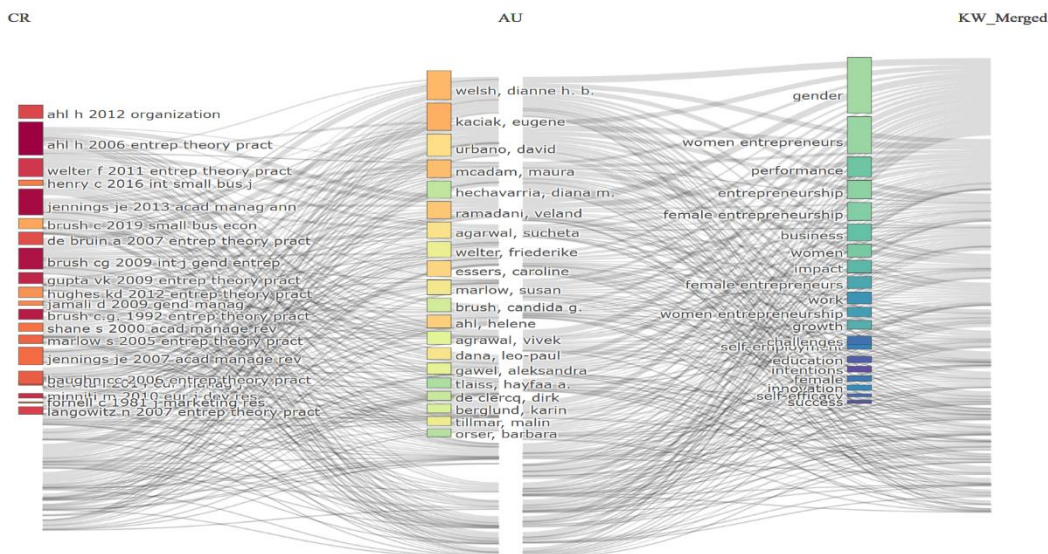 CR
AU
KW_Merged
ahl h 2012 organization
ahl h 2006 entrep theory pract
welter f 2011 entrep theory pract
henry c 2016 int small bus j
jennings je 2013 acad manag ann
brush c 2019 small bus econ
de bruin a 2007 entrep theory pract
brush cg 2009 int j gend entrep
gupta vk 2009 entrep theory pract
hughes kd 2012 entrep theory pract
jamali d 2009 gend manag
brush c.g. 1992 entrep theory pract
shane s 2000 acad manage rev
marlow s 2005 entrep theory pract
jennings je 2007 acad manage rev
baughn cc 2006 entrep theory pract
minniti m 2010 eur j dev res
fornell c 1981 j marketing res
langowitz n 2007 entrep theory pract
welsh, dianne h. b.
kaciak, eugene
urbano, david
mcadam, maura
hechavarria, diana m.
ramadani, veland
agarwal, sucheta
welter, friederike
essers, caroline
marlow, susan
brush, candida g.
ahl, helene
agrawal, vivek
dana, leo-paul
gawel, aleksandra
tlaiss, hayfaa a.
de clercq, dirk
berglund, karin
tillmar, malin
orser, barbara
gender
women entrepreneurs
performance
entrepreneurship
female entrepreneurship
business
women
impact
female entrepreneurs
work
women entrepreneurship
growth
challenges
self-employment
education
intentions
female
innovation
self-efficacy
success